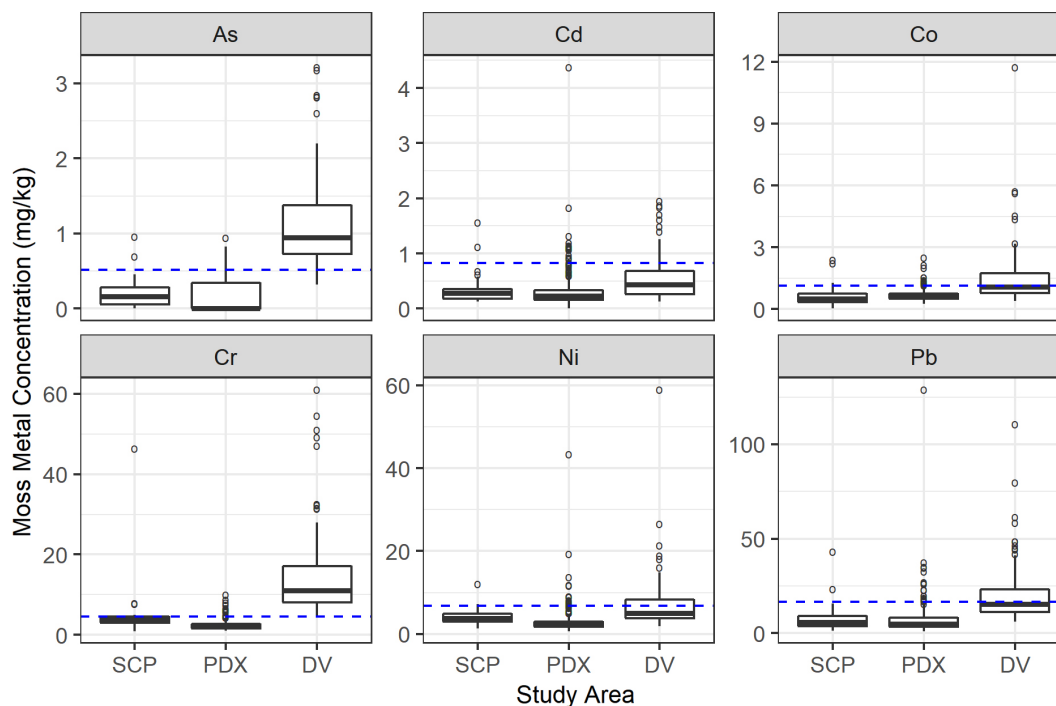 As Cd Co
3 2 1 0
4 3 2 1 0
12 9 6 3 0
Cr Ni Pb
60 40 20 0
60 40 20 0
100 50 0
Moss Metal Concentration (mg/kg)
SCP PDX DV SCP PDX DV SCP PDX DV
Study Area